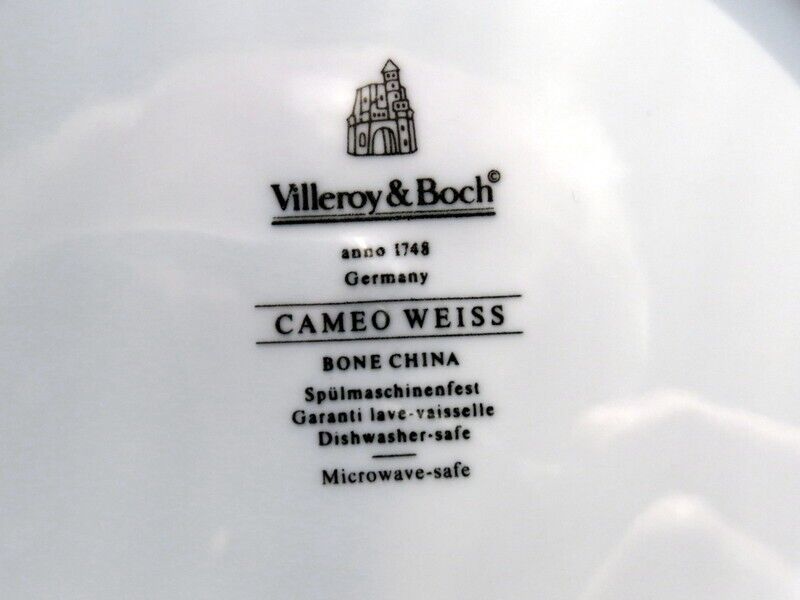 Villeroy & Boch©
anno 1748
Germany
CAMEO WEISS
BONE CHINA
Spülmaschinenfest
Garanti lave-vaisselle
Dishwasher-safe
Microwave-safe